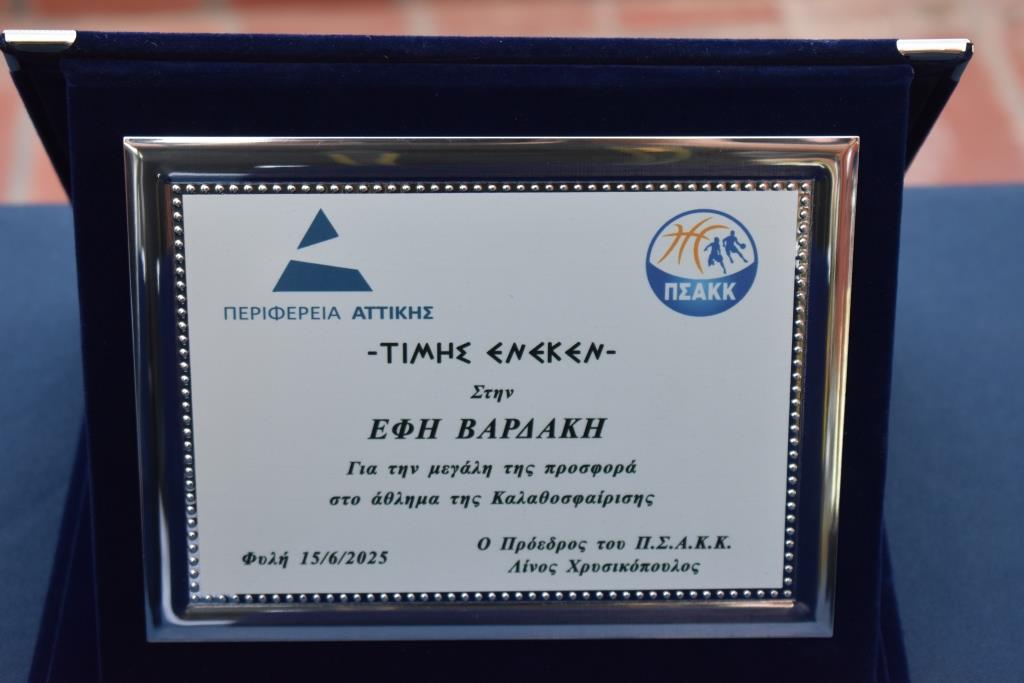 ΠΕΡΙΦΕΡΕΙΑ ΑΤΤΙΚΗΣ
ΠΣΑΚΚ
-ΤΙΜΗΣ ΕΝΕΚΕΝ-
Στην
ΕΦΗ ΒΑΡΔΑΚΗ
Για την μεγάλη της προσφορά
στο άθλημα της Καλαθοσφαίρισης
Φυλή 15/6/2025
Ο Πρόεδρος του Π.Σ.Α.Κ.Κ.
Λίνος Χρυσικόπουλος